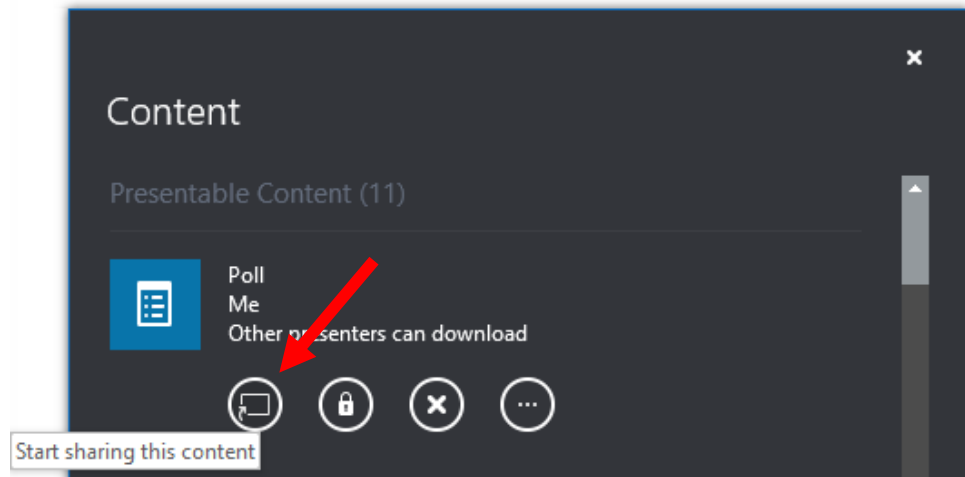 Content
Presentable Content (11)
Poll
Me
Other presenters can download
Start sharing this content